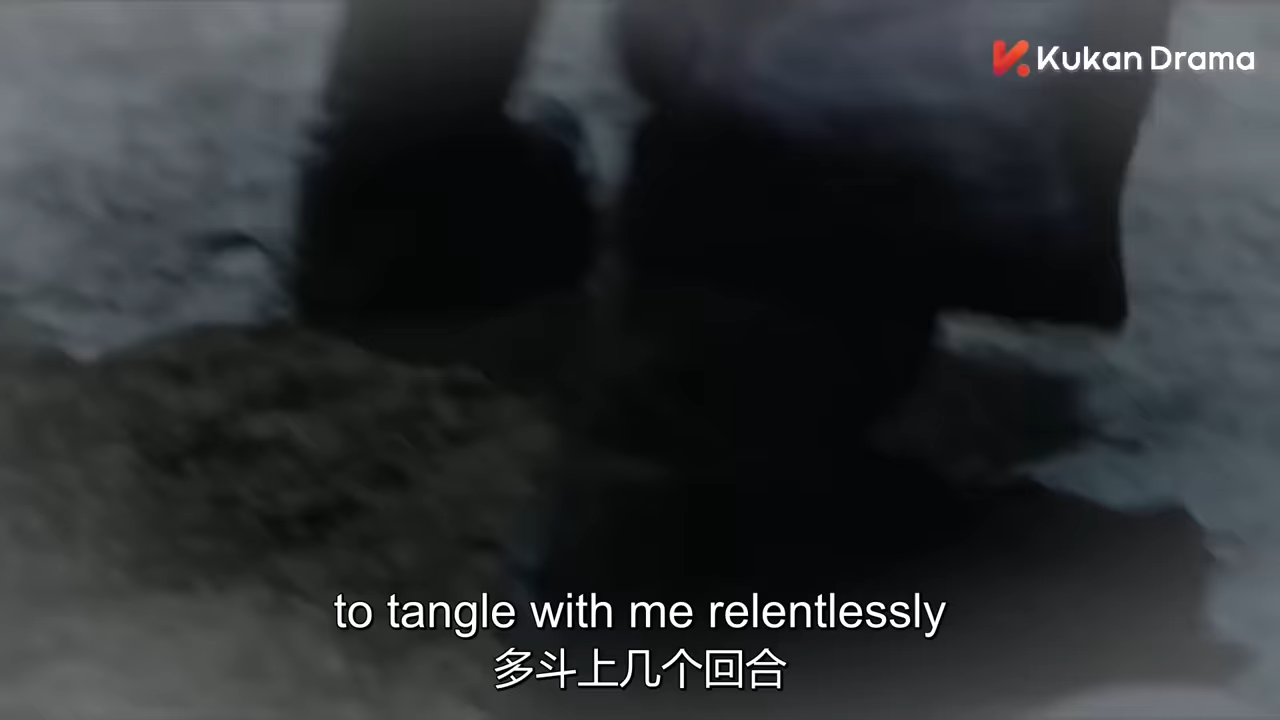 Kukan Drama
to tangle with me relentlessly
多斗上几个回合